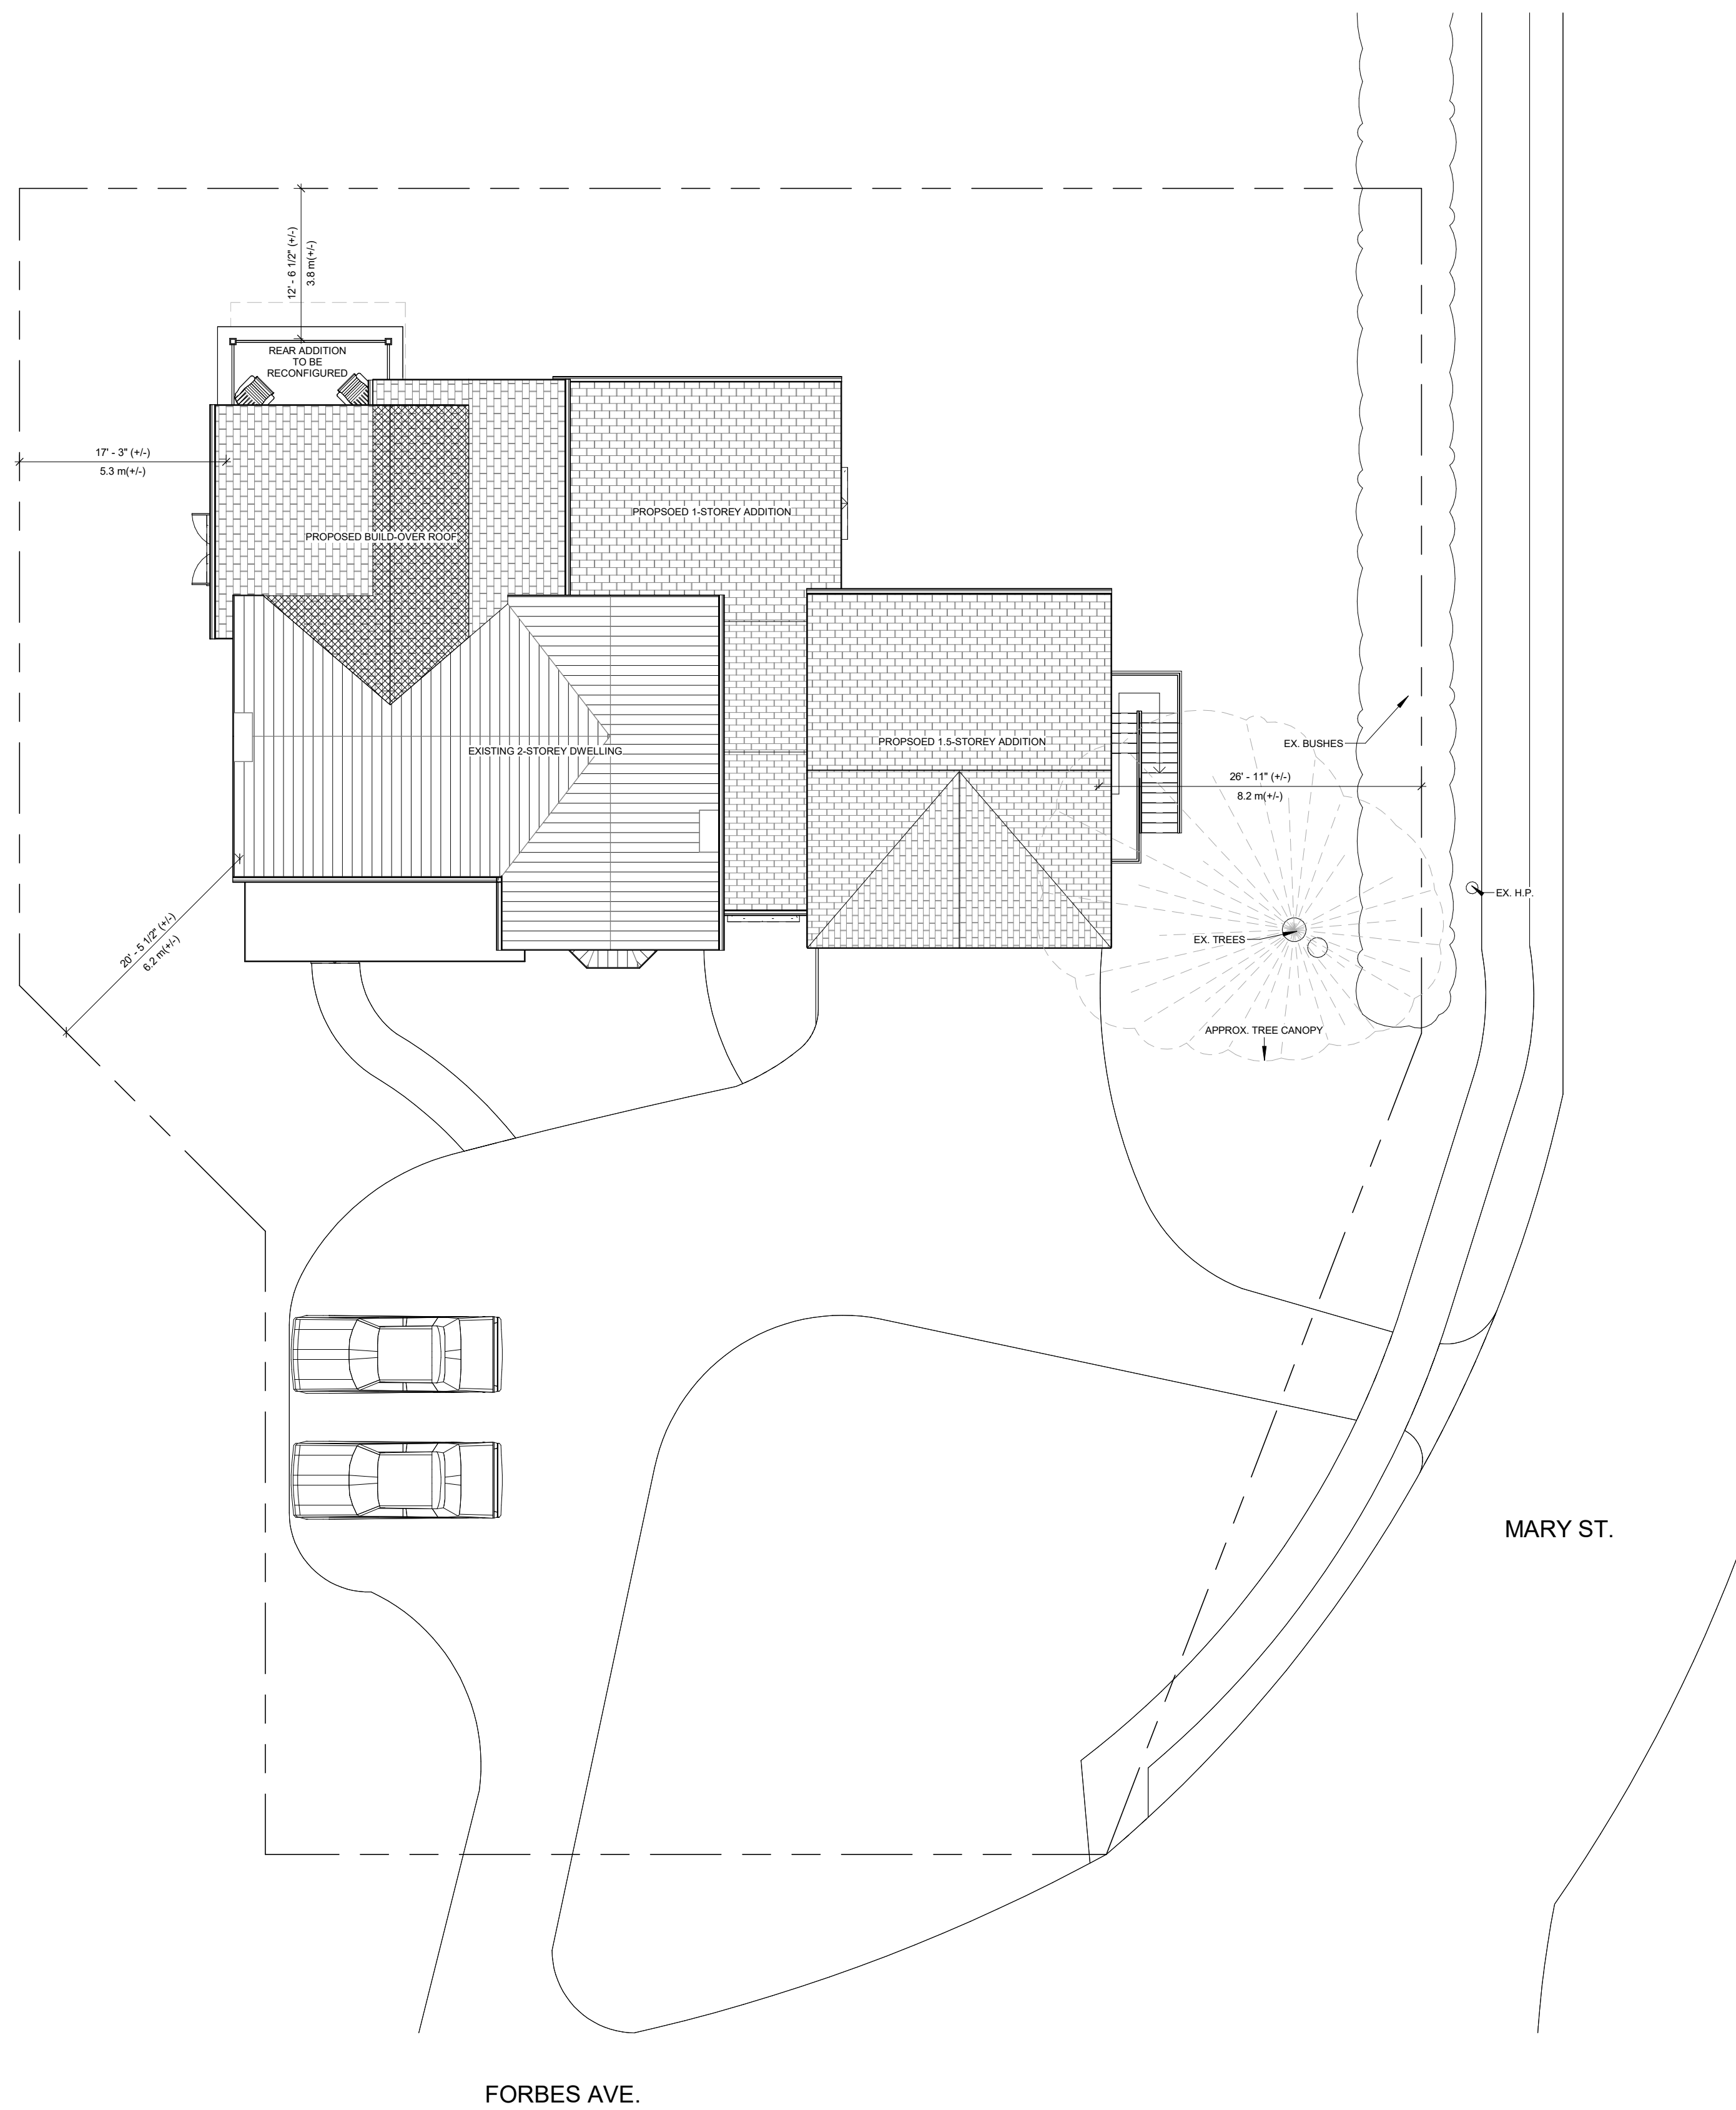 12' - 6 1/2" (+/-)
3.8 m(+/-)
REAR ADDITION
TO BE
RECONFIGURED
17' - 3" (+/-)
5.3 m(+/-)
PROPSOED 1-STOREY ADDITION
PROPOSED BUILD-OVER ROOF
PROPSOED 1.5-STOREY ADDITION
EX. BUSHES
EXISTING 2-STOREY DWELLING
26' - 11" (+/-)
8.2 m(+/-)
EX. H.P.
20' - 5 1/2" (+/-)
6.2 m(+/-)
EX. TREES
APPROX. TREE CANOPY
MARY ST.
FORBES AVE.